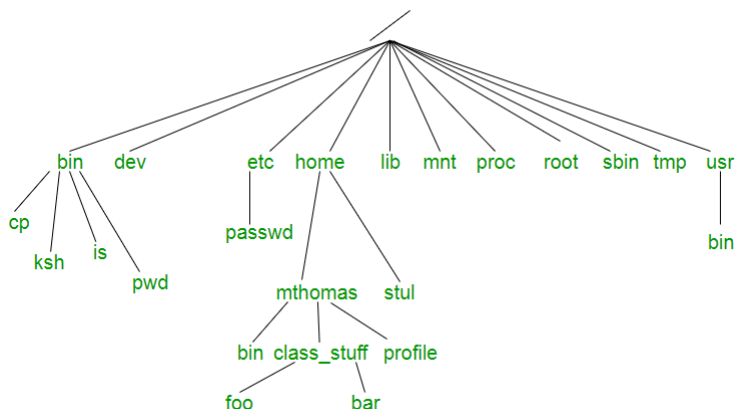 /
bin dev etc home lib mnt proc root sbin tmp usr
cp ksh is pwd passwd bin
mthomas stul
bin class_stuff profile
foo bar